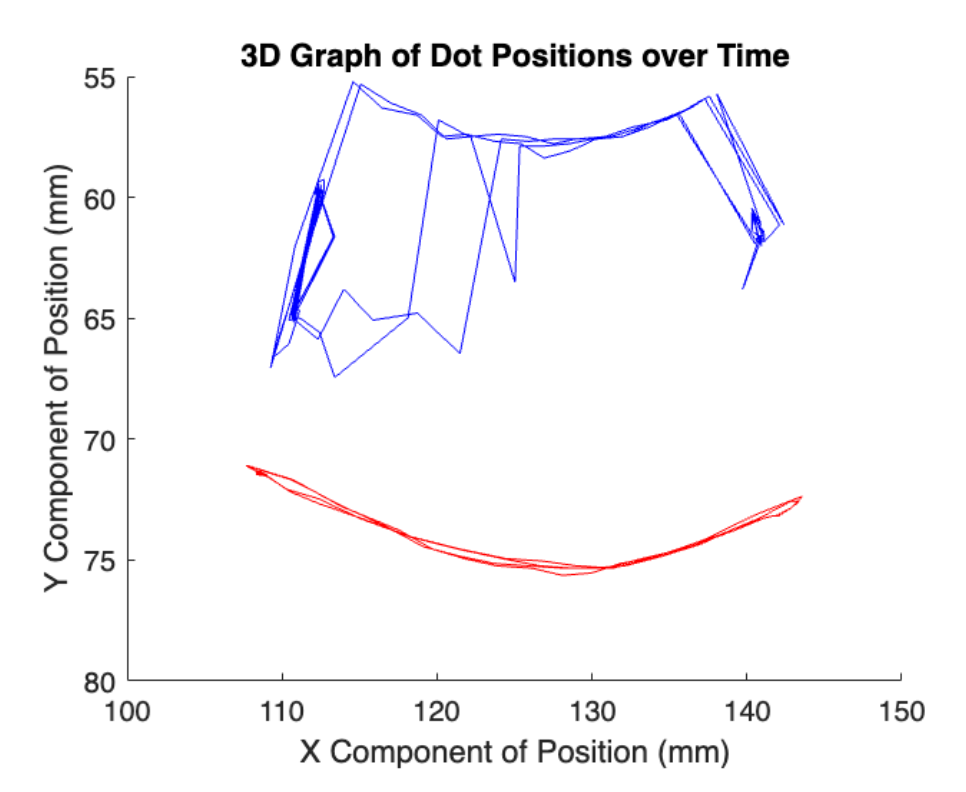 3D Graph of Dot Positions over Time
55
60
65
70
75
80
Y Component of Position (mm)
100 110 120 130 140 150
X Component of Position (mm)